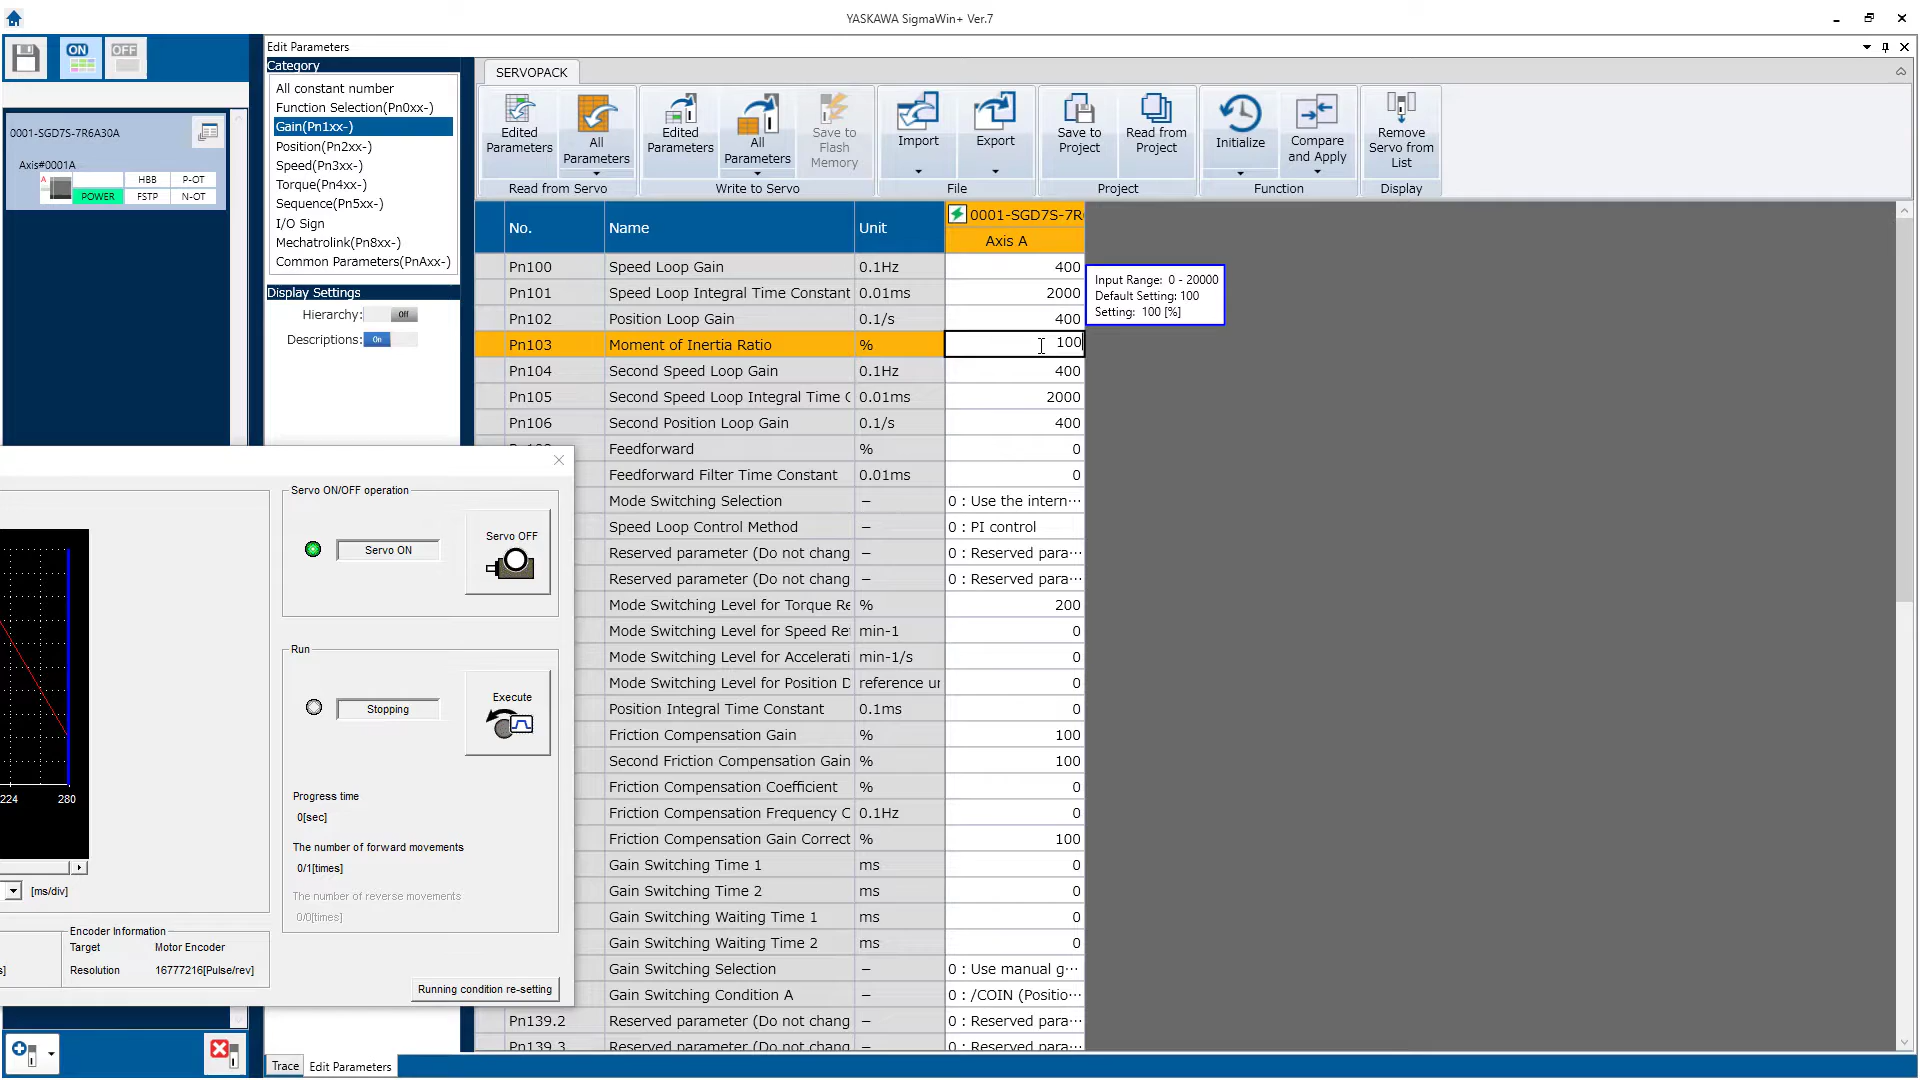 YASKAWA SigmaWin+ Ver.7
ON
OFF
0001-SGD7S-7R6A30A
Axis#0001A
A
HBB
P-OT
POWER
FSTP
N-OT
Edit Parameters
Category
All constant number
Function Selection(Pn0xx-)
Gain(Pn1xx-)
Position(Pn2xx-)
Speed(Pn3xx-)
Torque(Pn4xx-)
Sequence(Pn5xx-)
I/O Sign
Mechatrolink(Pn8xx-)
Common Parameters(PnAxx-)
Display Settings
Hierarchy: Off
Descriptions: On
SERVOPACK
Edited Parameters
All Parameters
Read from Servo
Edited Parameters
All Parameters
Save to Flash Memory
Write to Servo
Import
Export
File
Save to Project
Read from Project
Project
Initialize
Compare and Apply
Function
Remove Servo from List
Display
No. Name Unit 0001-SGD7S-7R
Axis A
Pn100 Speed Loop Gain 0.1Hz 400
Pn101 Speed Loop Integral Time Constant 0.01ms 2000
Pn102 Position Loop Gain 0.1/s 400
Pn103 Moment of Inertia Ratio % 100
Pn104 Second Speed Loop Gain 0.1Hz 400
Pn105 Second Speed Loop Integral Time C 0.01ms 2000
Pn106 Second Position Loop Gain 0.1/s 400
Feedforward % 0
Feedforward Filter Time Constant 0.01ms 0
Mode Switching Selection – 0 : Use the intern···
Speed Loop Control Method – 0 : PI control
Reserved parameter (Do not chang – 0 : Reserved para···
Reserved parameter (Do not chang – 0 : Reserved para···
Mode Switching Level for Torque Re % 200
Mode Switching Level for Speed Re min-1 0
Mode Switching Level for Accelerati min-1/s 0
Mode Switching Level for Position D reference ur 0
Position Integral Time Constant 0.1ms 0
Friction Compensation Gain % 100
Second Friction Compensation Gain % 100
Friction Compensation Coefficient % 0
Friction Compensation Frequency C 0.1Hz 0
Friction Compensation Gain Correct % 100
Gain Switching Time 1 ms 0
Gain Switching Time 2 ms 0
Gain Switching Waiting Time 1 ms 0
Gain Switching Waiting Time 2 ms 0
Gain Switching Selection – 0 : Use manual g···
Gain Switching Condition A – 0 : /COIN (Positio···
Pn139.2 Reserved parameter (Do not chang – 0 : Reserved para···
Pn139.3 Reserved parameter (Do not chang – 0 : Reserved para···
Input Range: 0 - 20000
Default Setting: 100
Setting: 100 [%]
Servo ON/OFF operation
Servo ON
Servo OFF
Run
Stopping
Execute
Progress time
0[sec]
The number of forward movements
0/1[times]
The number of reverse movements
0/0[times]
224 280
[ms/div]
s]
Encoder Information
Target Motor Encoder
Resolution 16777216[Pulse/rev]
Running condition re-setting
Trace
Edit Parameters